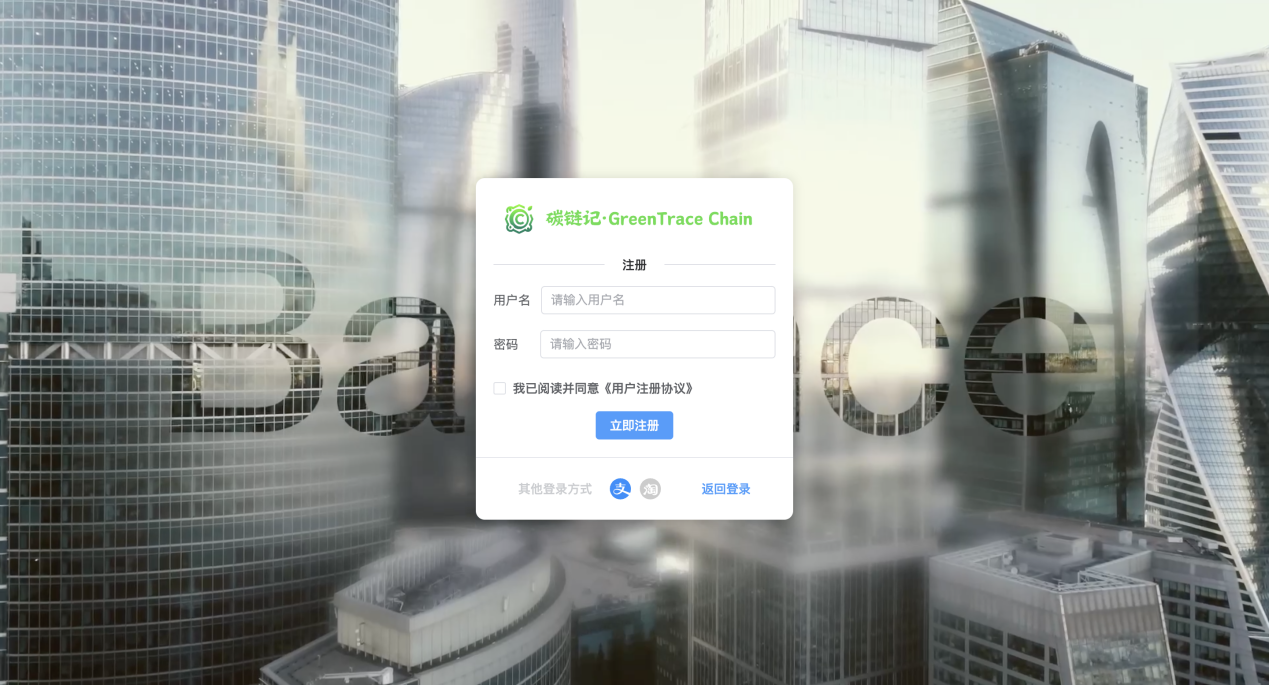 碳链记·GreenTrace Chain
注册
用户名 请输入用户名
密码 请输入密码
我已阅读并同意《用户注册协议》
立即注册
其他登录方式 支 淘 返回登录